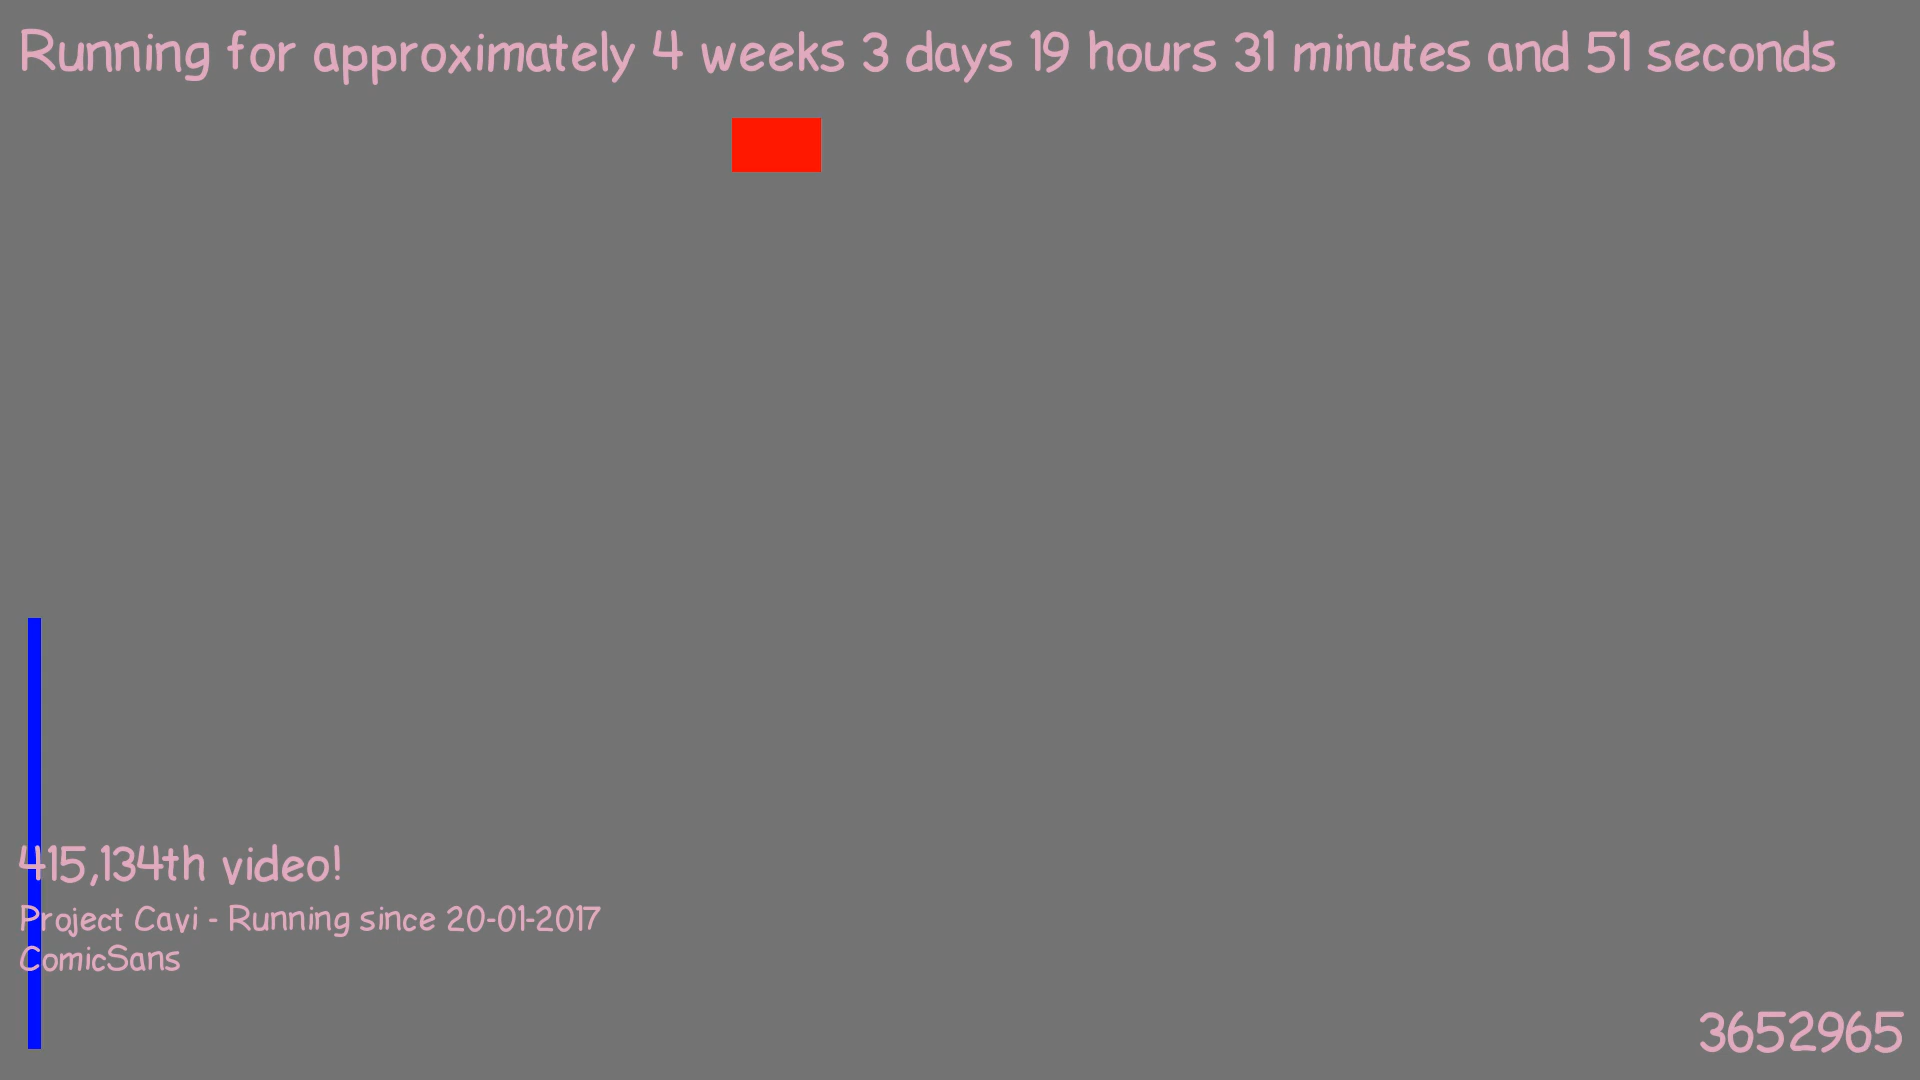 Running for approximately 4 weeks 3 days 19 hours 31 minutes and 51 seconds
415,134th video!
Project Cavi - Running since 20-01-2017
ComicSans
3652965